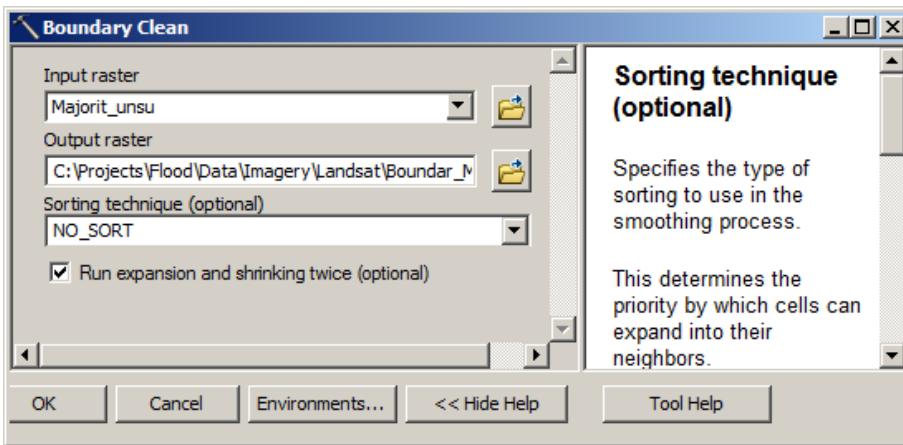 Boundary Clean
Input raster
Majorit_unsu
Output raster
C:\Projects\Flood\Data\Imagery\Landsat\Boundar_M
Sorting technique (optional)
NO_SORT
Run expansion and shrinking twice (optional)
Sorting technique
(optional)
Specifies the type of
sorting to use in the
smoothing process.
This determines the
priority by which cells can
expand into their
neighbors.
OK Cancel Environments... << Hide Help Tool Help